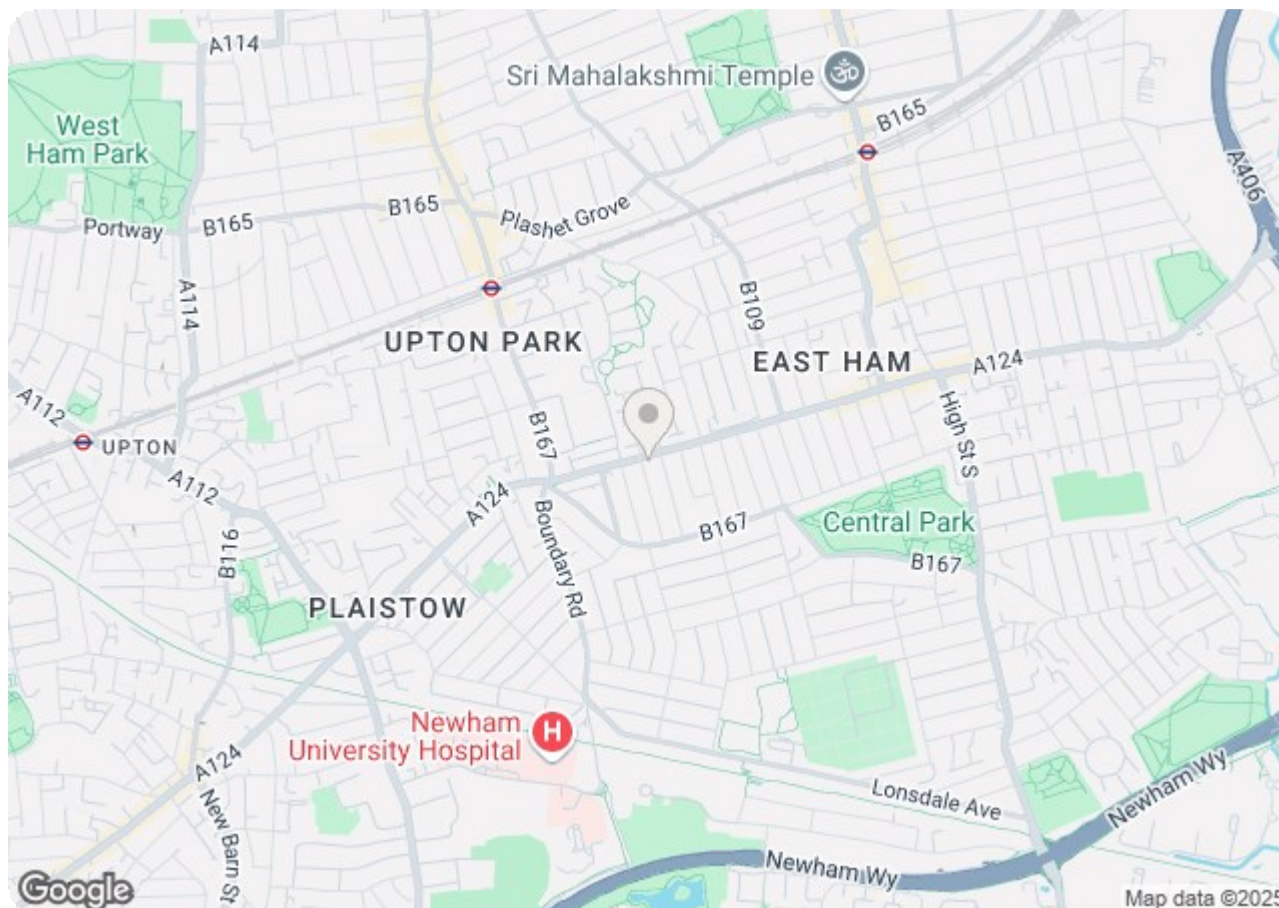 A114
Sri Mahalakshmi Temple
B165
West
Ham Park
A406
B165
Plashet Grove
Portway
B165
A114
B109
UPTON PARK
EAST HAM
A124
A112
B167
High St S
UPTON
A112
A124
Boundary Rd
B167
Central Park
B167
B116
PLAISTOW
Newham
University Hospital
H
A124
Lonsdale Ave
Newham Wy
New Barn St
Newham Wy
Google
Map data ©2025